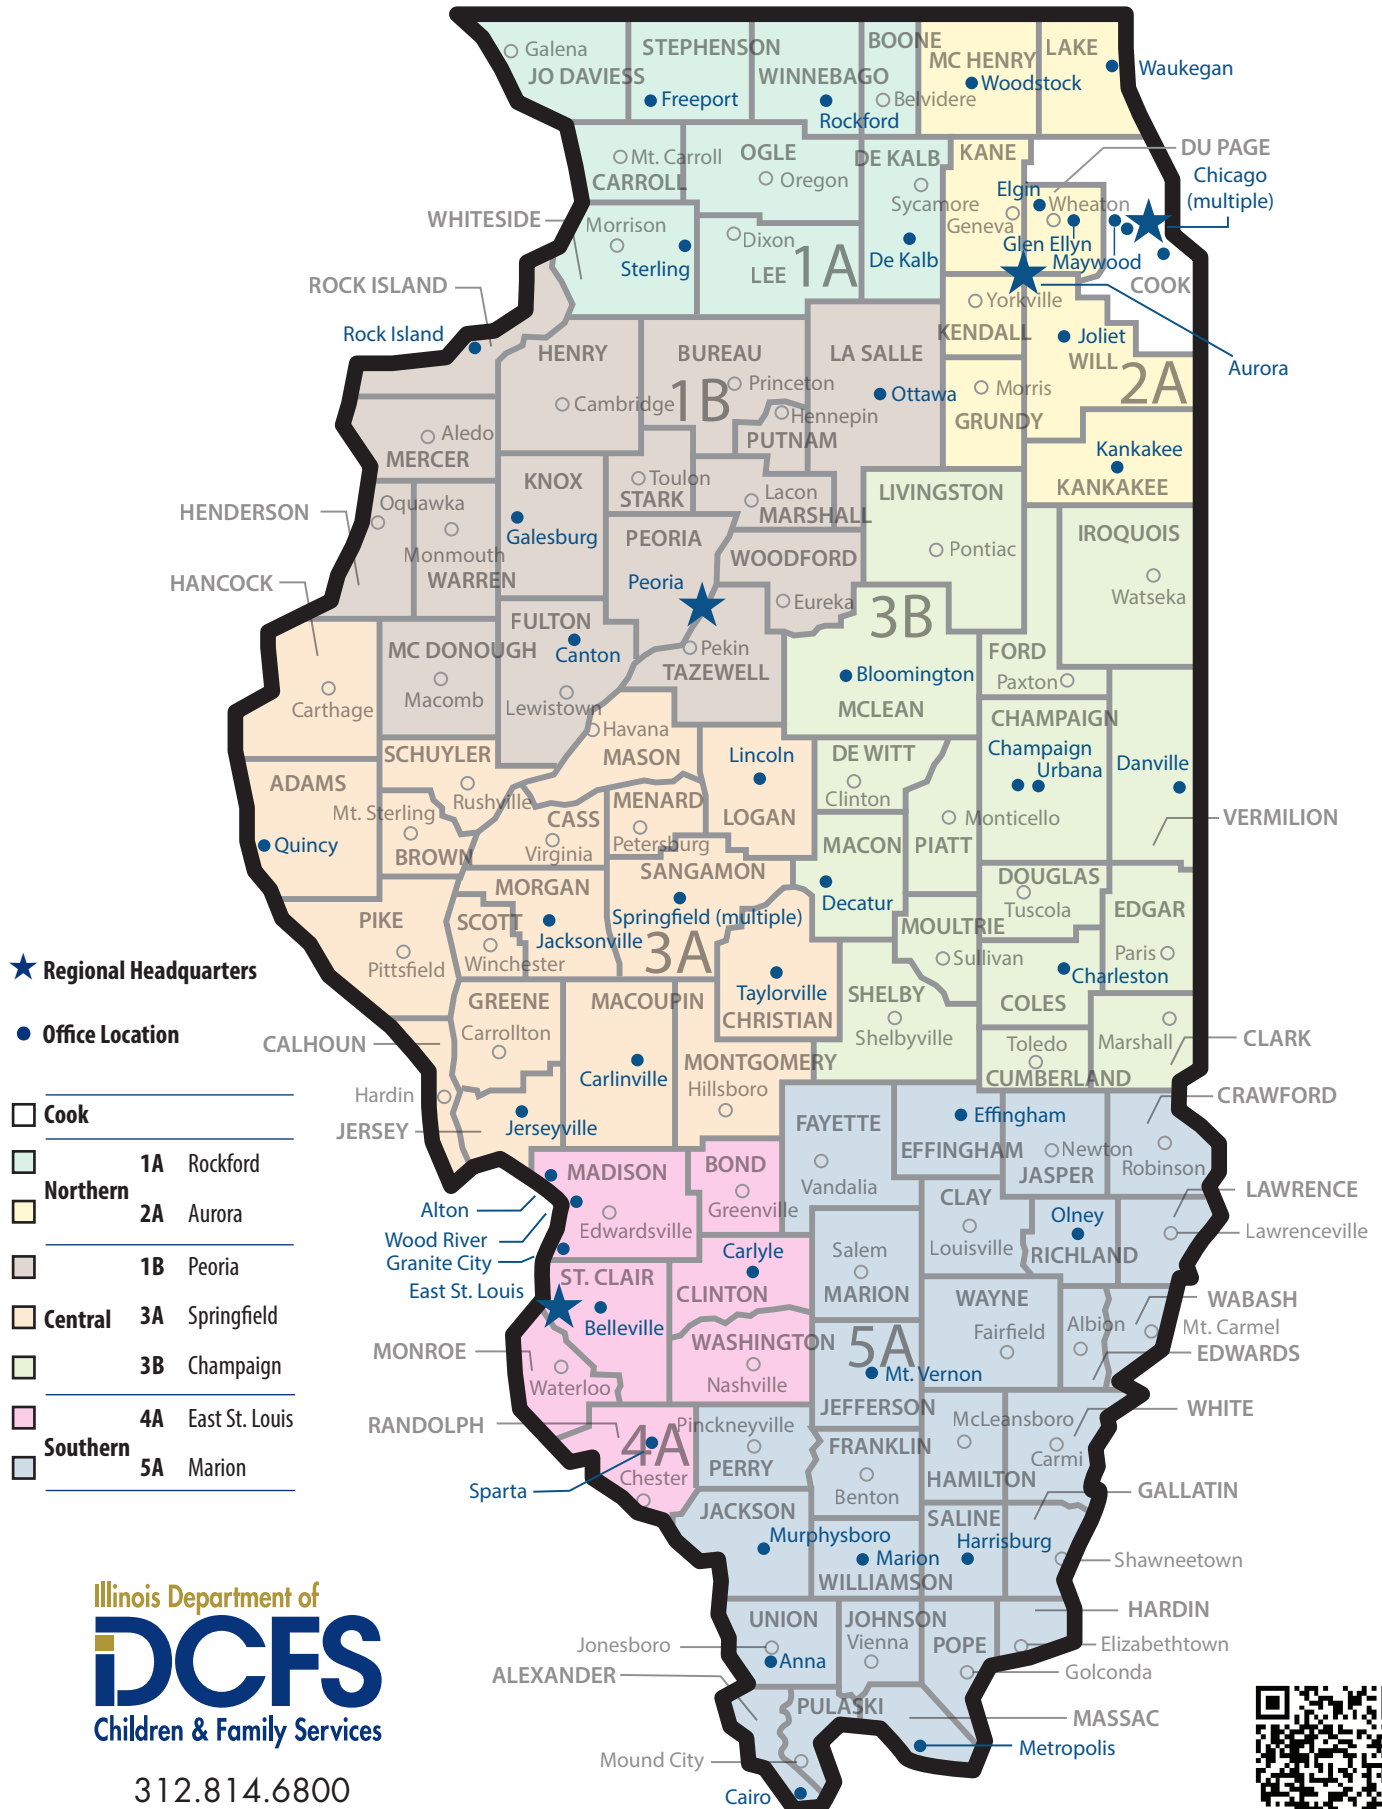 Galena
JO DAVIESS
STEPHENSON
Freeport
WINNEBAGO
Rockford
BOONE
Belvidere
MC HENRY
Woodstock
LAKE
Waukegan
Mt. Carroll
CARROLL
OGLE
Oregon
DE KALB
Sycamore
De Kalb
KANE
Elgin
Geneva
DU PAGE
Wheaton
Glen Ellyn
Maywood
Chicago
(multiple)
COOK
WHITESIDE
Morrison
Sterling
Dixon
LEE
1A
ROCK ISLAND
Rock Island
HENRY
Cambridge
BUREAU
Princeton
1B
Hennepin
PUTNAM
LA SALLE
Ottawa
Yorkville
KENDALL
Joliet
WILL
2A
Aurora
Morris
GRUNDY
Kankakee
KANKAKEE
Aledo
MERCER
KNOX
Galesburg
Toulon
STARK
Lacon
MARSHALL
LIVINGSTON
Pontiac
IROQUOIS
Watseka
HENDERSON
Oquawka
Monmouth
WARREN
PEORIA
Peoria
WOODFORD
Eureka
3B
HANCOCK
Carthage
MC DONOUGH
Macomb
FULTON
Canton
Lewistown
Pekin
TAZEWELL
Bloomington
MCLEAN
FORD
Paxton
CHAMPAIGN
Champaign
Urbana
Danville
VERMILION
SCHUYLER
Rushville
Havana
MASON
Lincoln
LOGAN
DE WITT
Clinton
Monticello
PIATT
ADAMS
Quincy
Mt. Sterling
BROWN
CASS
Virginia
MENARD
Petersburg
MACON
Decatur
DOUGLAS
Tuscola
EDGAR
Paris
PIKE
Pittsfield
SCOTT
Winchester
MORGAN
Jacksonville
SANGAMON
Springfield (multiple)
3A
Taylorville
CHRISTIAN
MOULTRIE
Sullivan
SHELBY
Shelbyville
Charleston
COLES
Toledo
CUMBERLAND
Marshall
CLARK
CALHOUN
Hardin
GREENE
Carrollton
JERSEY
Jerseyville
MACOUPIN
Carlinville
MONTGOMERY
Hillsboro
FAYETTE
Vandalia
Effingham
EFFINGHAM
Newton
JASPER
CRAWFORD
Robinson
MADISON
Edwardsville
Alton
Wood River
Granite City
East St. Louis
BOND
Greenville
CLAY
Louisville
Olney
RICHLAND
LAWRENCE
Lawrenceville
ST. CLAIR
Belleville
Carlyle
CLINTON
Salem
MARION
WAYNE
Fairfield
Albion
WABASH
Mt. Carmel
EDWARDS
MONROE
Waterloo
WASHINGTON
Nashville
5A
Mt. Vernon
JEFFERSON
RANDOLPH
4A
Chester
Sparta
Pinckneyville
PERRY
FRANKLIN
Benton
McLeansboro
HAMILTON
Carmi
WHITE
GALLATIN
Shawneetown
JACKSON
Murphysboro
Marion
WILLIAMSON
SALINE
Harrisburg
UNION
Jonesboro
Anna
JOHNSON
Vienna
POPE
Golconda
HARDIN
Elizabethtown
ALEXANDER
PULASKI
Mound City
Cairo
MASSAC
Metropolis
Regional Headquarters
Office Location
Cook
Northern
1A Rockford
2A Aurora
Central
1B Peoria
3A Springfield
3B Champaign
Southern
4A East St. Louis
5A Marion
Illinois Department of
DCFS
Children & Family Services
312.814.6800